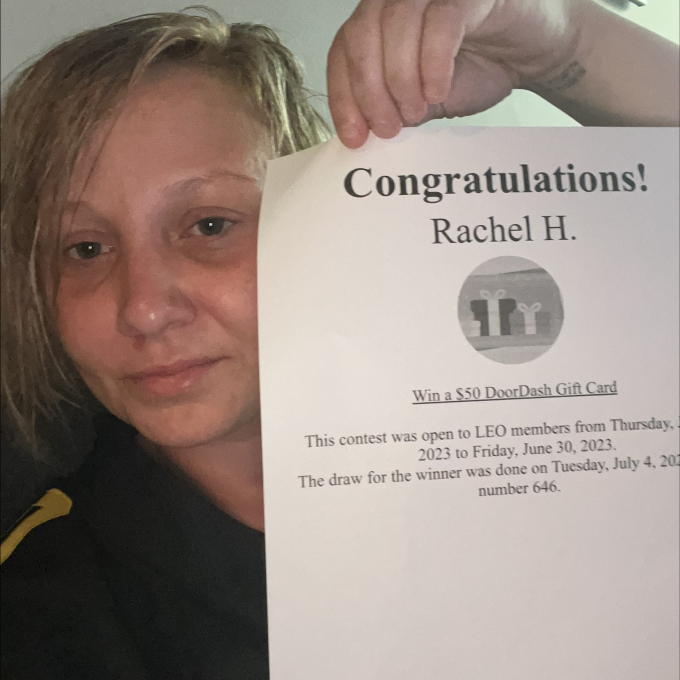 Congratulations!
Rachel H.
Win a $50 DoorDash Gift Card
This contest was open to LEO members from Thursday,
2023 to Friday, June 30, 2023.
The draw for the winner was done on Tuesday, July 4,
number 646.